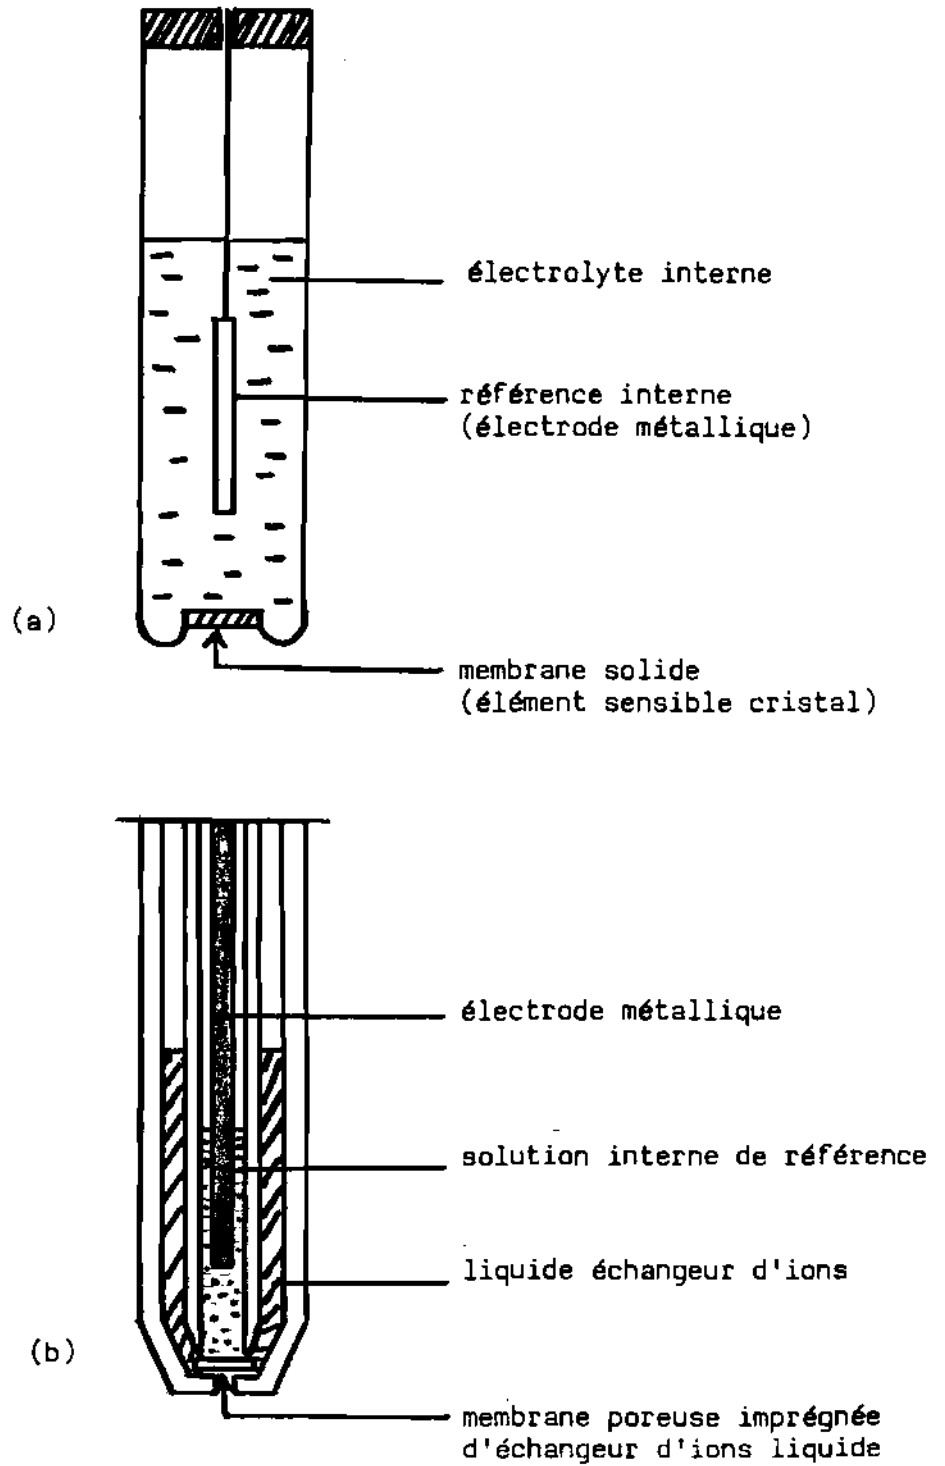 électrolyte interne
référence interne
(électrode métallique)
(a)
membrane solide
(élément sensible cristal)
électrode métallique
solution interne de référence
liquide échangeur d'ions
(b)
membrane poreuse imprégnée
d'échangeur d'ions liquide